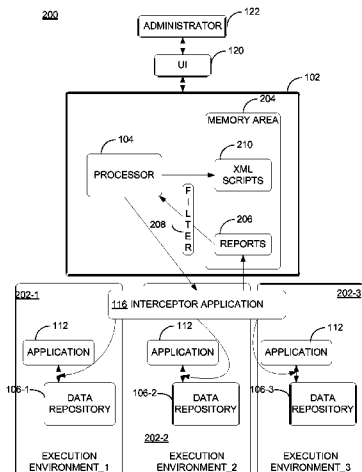 200
122
ADMINISTRATOR
120
UI
102
204
MEMORY AREA
104
PROCESSOR
210
XML
SCRIPTS
FILTER
208
206
REPORTS
202-1
202-3
116 INTERCEPTOR APPLICATION
112
APPLICATION
112
APPLICATION
112
APPLICATION
106-1
DATA
REPOSITORY
106-2
DATA
REPOSITORY
106-3
DATA
REPOSITORY
202-2
EXECUTION
ENVIRONMENT_1
EXECUTION
ENVIRONMENT_2
EXECUTION
ENVIRONMENT_3